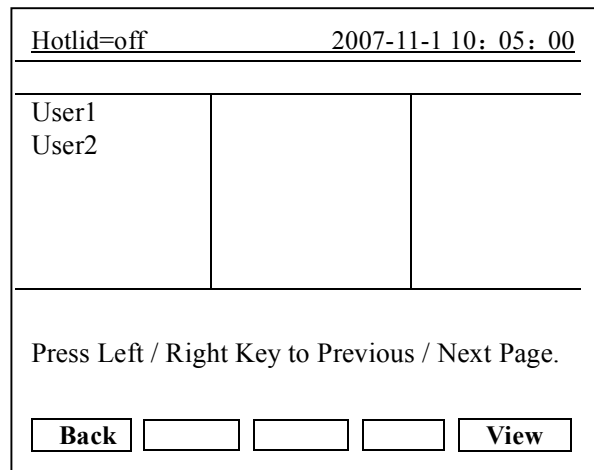 Hotlid=off 2007-11-1 10：05：00
User1
User2
Press Left / Right Key to Previous / Next Page.
Back View